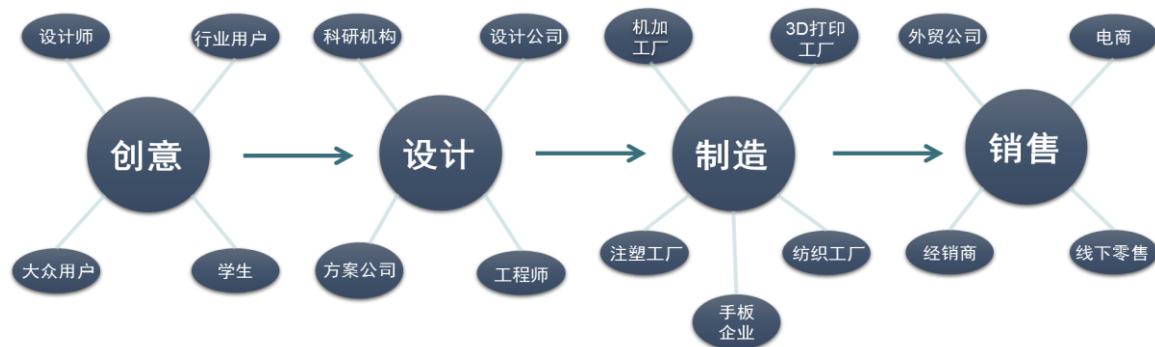 设计师
行业用户
创意
大众用户
学生
科研机构
设计公司
设计
方案公司
工程师
机加
工厂
3D打印
工厂
制造
注塑工厂
纺织工厂
手板
企业
外贸公司
电商
销售
经销商
线下零售